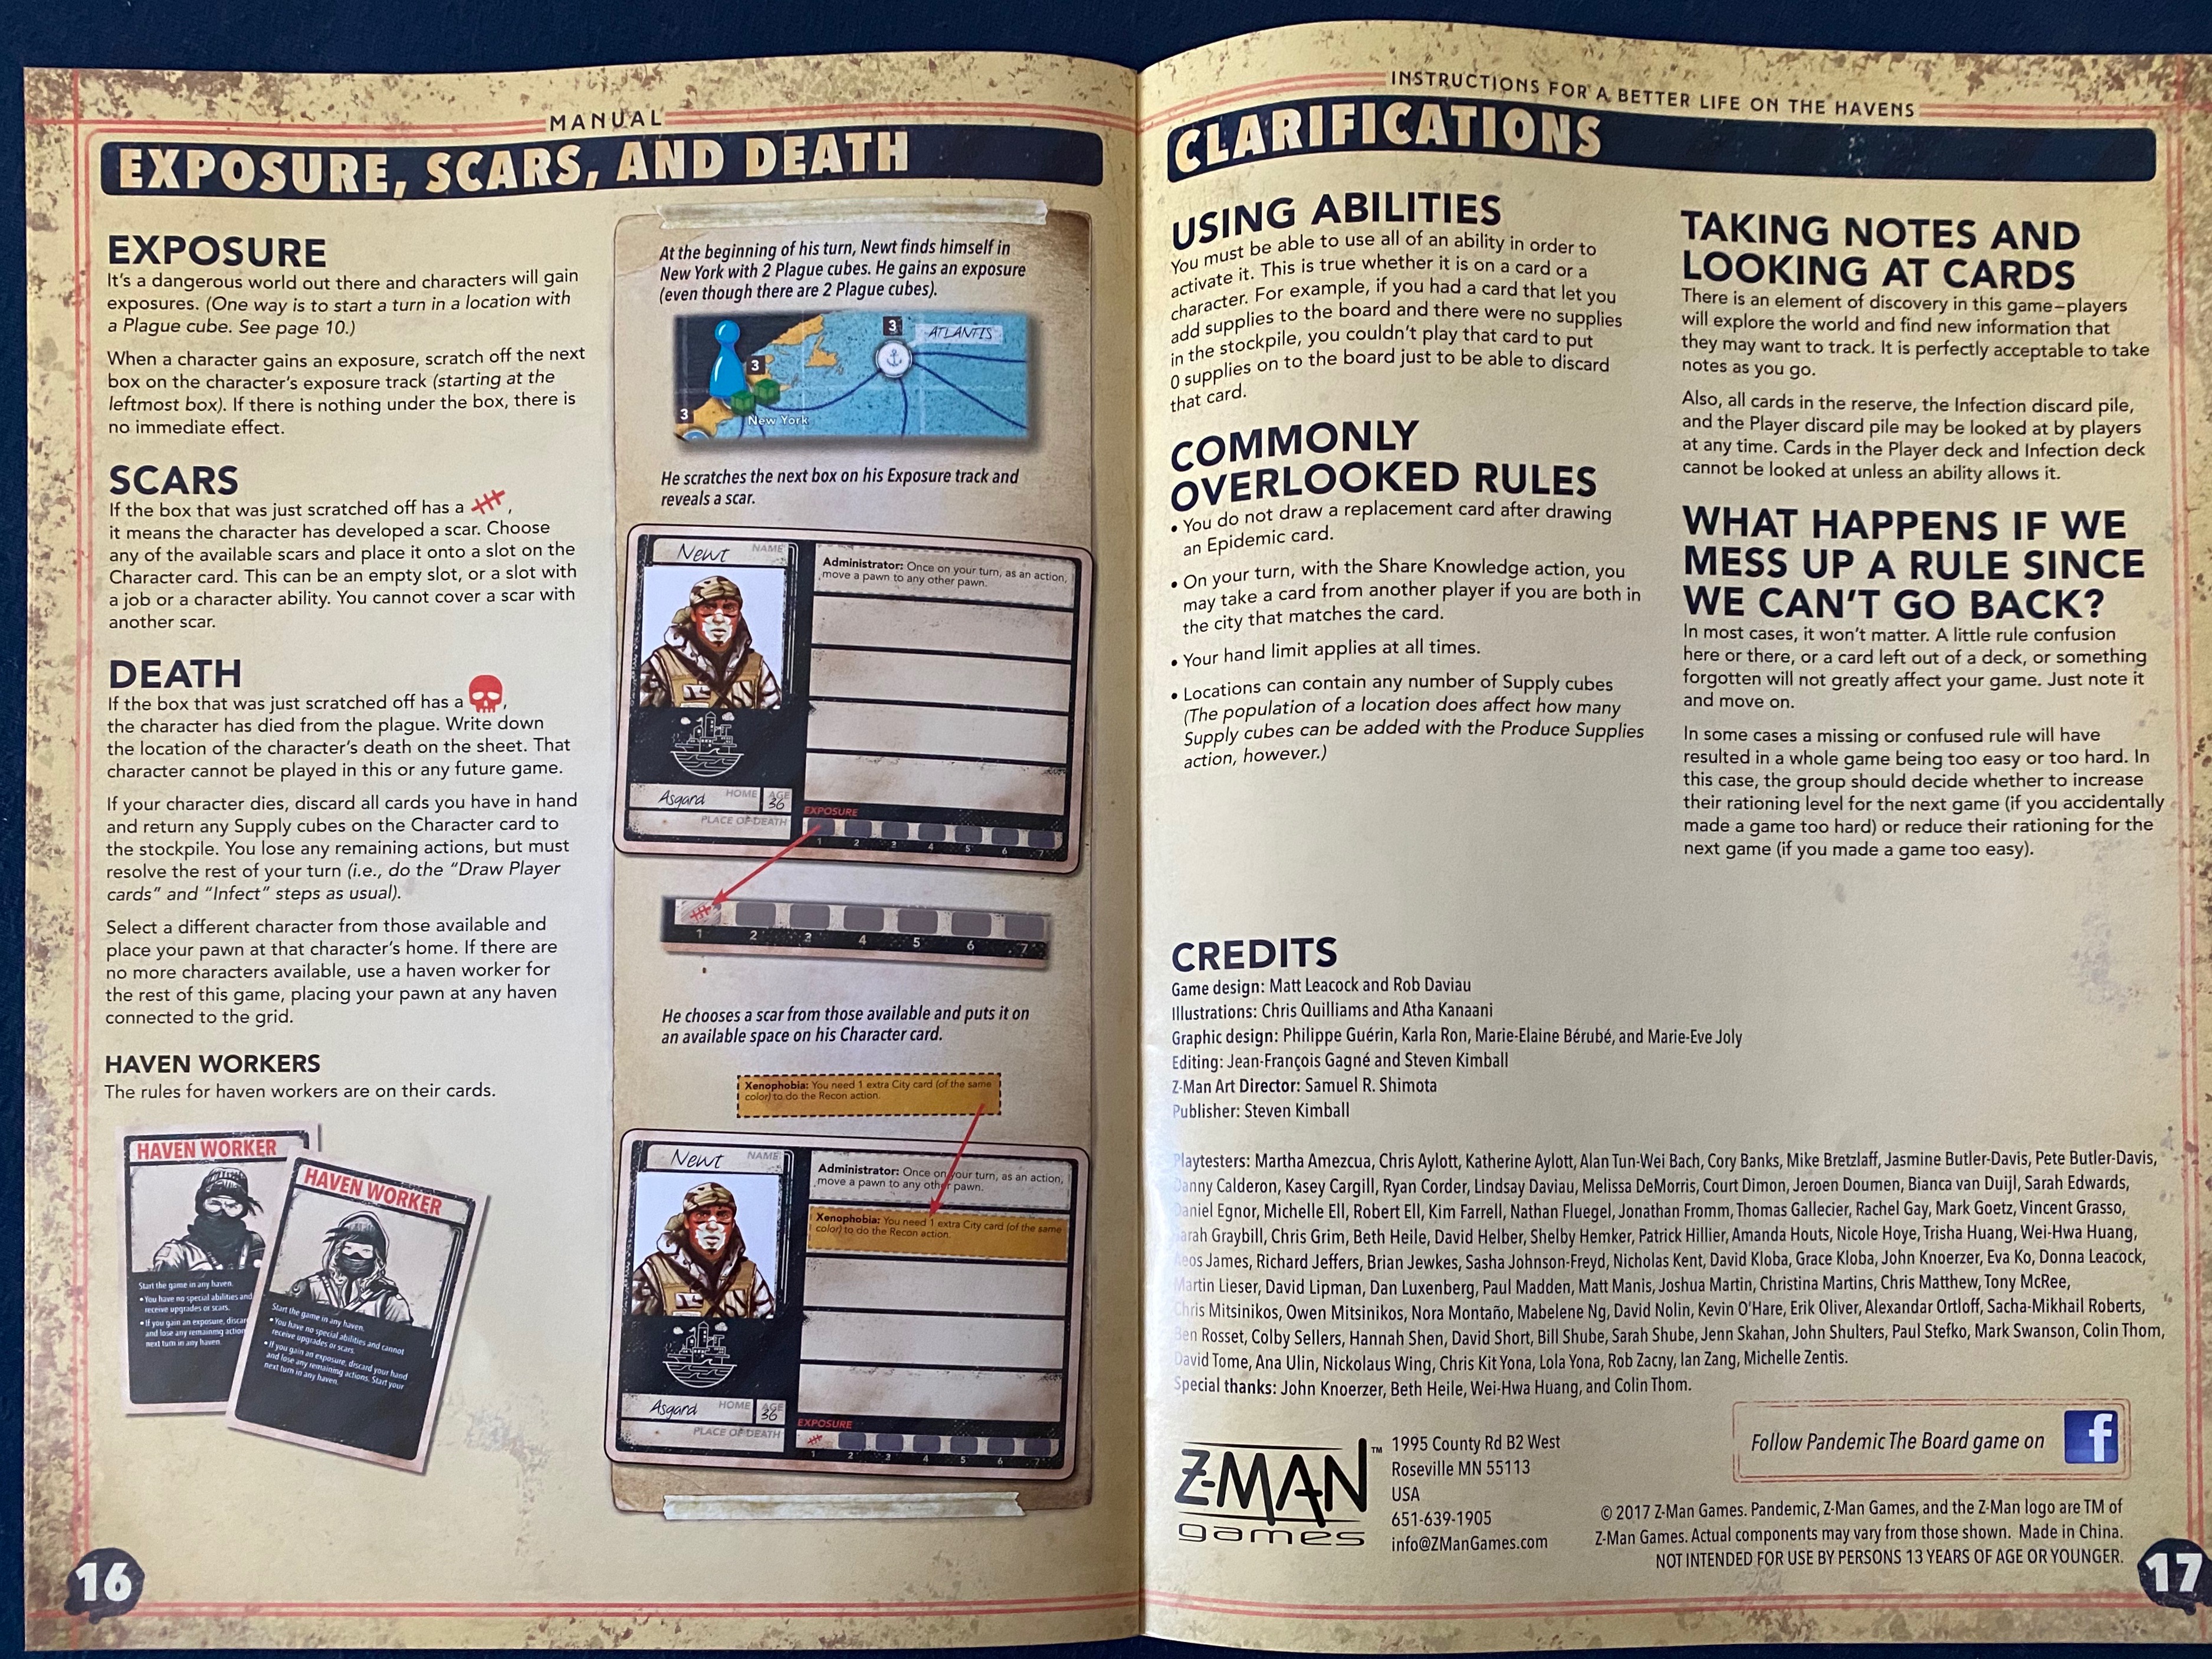 MANUAL
EXPOSURE, SCARS, AND DEATH
EXPOSURE
It's a dangerous world out there and characters will gain
exposures. (One way is to start a turn in a location with
a Plague cube. See page 10.)
When a character gains an exposure, scratch off the next
box on the character's exposure track (starting at the
leftmost box). If there is nothing under the box, there is
no immediate effect.
SCARS
If the box that was just scratched off has a ,
it means the character has developed a scar. Choose
any of the available scars and place it onto a slot on the
Character card. This can be an empty slot, or a slot with
a job or a character ability. You cannot cover a scar with
another scar.
DEATH
If the box that was just scratched off has a ,
the character has died from the plague. Write down
the location of the character's death on the sheet. That
character cannot be played in this or any future game.
If your character dies, discard all cards you have in hand
and return any Supply cubes on the Character card to
the stockpile. You lose any remaining actions, but must
resolve the rest of your turn (i.e., do the "Draw Player
cards" and "Infect" steps as usual).
Select a different character from those available and
place your pawn at that character's home. If there are
no more characters available, use a haven worker for
the rest of this game, placing your pawn at any haven
connected to the grid.
HAVEN WORKERS
The rules for haven workers are on their cards.
HAVEN WORKER
Start the game in any haven.
• You have no special abilities and
receive upgrades or scars.
• If you gain an exposure, discar
and lose any remaining action
next turn in any haven.
HAVEN WORKER
Start the game in any haven.
• You have no special abilities and cannot
receive upgrades or scars.
• If you gain an exposure, discard your hand
and lose any remaining actions. Start your
next turn in any haven.
At the beginning of his turn, Newt finds himself in
New York with 2 Plague cubes. He gains an exposure
(even though there are 2 Plague cubes).
3
ATLANTIS
3
3
New York
He scratches the next box on his Exposure track and
reveals a scar.
Newt NAME
Administrator: Once on your turn, as an action,
move a pawn to any other pawn.
Asgard HOME AGE 36
PLACE OF DEATH
EXPOSURE
1 2 3 4 5 6 7
1 2 3 4 5 6 7
He chooses a scar from those available and puts it on
an available space on his Character card.
Xenophobia: You need 1 extra City card (of the same
color) to do the Recon action.
Newt NAME
Administrator: Once on your turn, as an action,
move a pawn to any other pawn.
Xenophobia: You need 1 extra City card (of the same
color) to do the Recon action.
Asgard HOME AGE 36
PLACE OF DEATH
EXPOSURE
1 2 3 4 5 6 7
16
INSTRUCTIONS FOR A BETTER LIFE ON THE HAVENS
CLARIFICATIONS
USING ABILITIES
You must be able to use all of an ability in order to
activate it. This is true whether it is on a card or a
character. For example, if you had a card that let you
add supplies to the board and there were no supplies
in the stockpile, you couldn't play that card to put
0 supplies on to the board just to be able to discard
that card.
COMMONLY
OVERLOOKED RULES
• You do not draw a replacement card after drawing
an Epidemic card.
• On your turn, with the Share Knowledge action, you
may take a card from another player if you are both in
the city that matches the card.
• Your hand limit applies at all times.
• Locations can contain any number of Supply cubes
(The population of a location does affect how many
Supply cubes can be added with the Produce Supplies
action, however.)
TAKING NOTES AND
LOOKING AT CARDS
There is an element of discovery in this game–players
will explore the world and find new information that
they may want to track. It is perfectly acceptable to take
notes as you go.
Also, all cards in the reserve, the Infection discard pile,
and the Player discard pile may be looked at by players
at any time. Cards in the Player deck and Infection deck
cannot be looked at unless an ability allows it.
WHAT HAPPENS IF WE
MESS UP A RULE SINCE
WE CAN'T GO BACK?
In most cases, it won't matter. A little rule confusion
here or there, or a card left out of a deck, or something
forgotten will not greatly affect your game. Just note it
and move on.
In some cases a missing or confused rule will have
resulted in a whole game being too easy or too hard. In
this case, the group should decide whether to increase
their rationing level for the next game (if you accidentally
made a game too hard) or reduce their rationing for the
next game (if you made a game too easy).
CREDITS
Game design: Matt Leacock and Rob Daviau
Illustrations: Chris Quilliams and Atha Kanaani
Graphic design: Philippe Guérin, Karla Ron, Marie-Elaine Bérubé, and Marie-Eve Joly
Editing: Jean-François Gagné and Steven Kimball
Z-Man Art Director: Samuel R. Shimota
Publisher: Steven Kimball
Playtesters: Martha Amezcua, Chris Aylott, Katherine Aylott, Alan Tun-Wei Bach, Cory Banks, Mike Bretzlaff, Jasmine Butler-Davis, Pete Butler-Davis,
Danny Calderon, Kasey Cargill, Ryan Corder, Lindsay Daviau, Melissa DeMorris, Court Dimon, Jeroen Doumen, Bianca van Duijl, Sarah Edwards,
Daniel Egnor, Michelle Ell, Robert Ell, Kim Farrell, Nathan Fluegel, Jonathan Fromm, Thomas Gallecier, Rachel Gay, Mark Goetz, Vincent Grasso,
Sarah Graybill, Chris Grim, Beth Heile, David Helber, Shelby Hemker, Patrick Hillier, Amanda Houts, Nicole Hoye, Trisha Huang, Wei-Hwa Huang,
James, Richard Jeffers, Brian Jewkes, Sasha Johnson-Freyd, Nicholas Kent, David Kloba, Grace Kloba, John Knoerzer, Eva Ko, Donna Leacock,
Martin Lieser, David Lipman, Dan Luxenberg, Paul Madden, Matt Manis, Joshua Martin, Christina Martins, Chris Matthew, Tony McRee,
Chris Mitsinikos, Owen Mitsinikos, Nora Montaño, Mabelene Ng, David Nolin, Kevin O'Hare, Erik Oliver, Alexandar Ortloff, Sacha-Mikhail Roberts,
Ben Rosset, Colby Sellers, Hannah Shen, David Short, Bill Shube, Sarah Shube, Jenn Skahan, John Shulters, Paul Stefko, Mark Swanson, Colin Thom,
David Tome, Ana Ulin, Nickolaus Wing, Chris Kit Yona, Lola Yona, Rob Zacny, Ian Zang, Michelle Zentis.
Special thanks: John Knoerzer, Beth Heile, Wei-Hwa Huang, and Colin Thom.
Z-MAN games ™
1995 County Rd B2 West
Roseville MN 55113
USA
651-639-1905
info@ZManGames.com
Follow Pandemic The Board game on f
© 2017 Z-Man Games. Pandemic, Z-Man Games, and the Z-Man logo are TM of
Z-Man Games. Actual components may vary from those shown. Made in China.
NOT INTENDED FOR USE BY PERSONS 13 YEARS OF AGE OR YOUNGER.
17